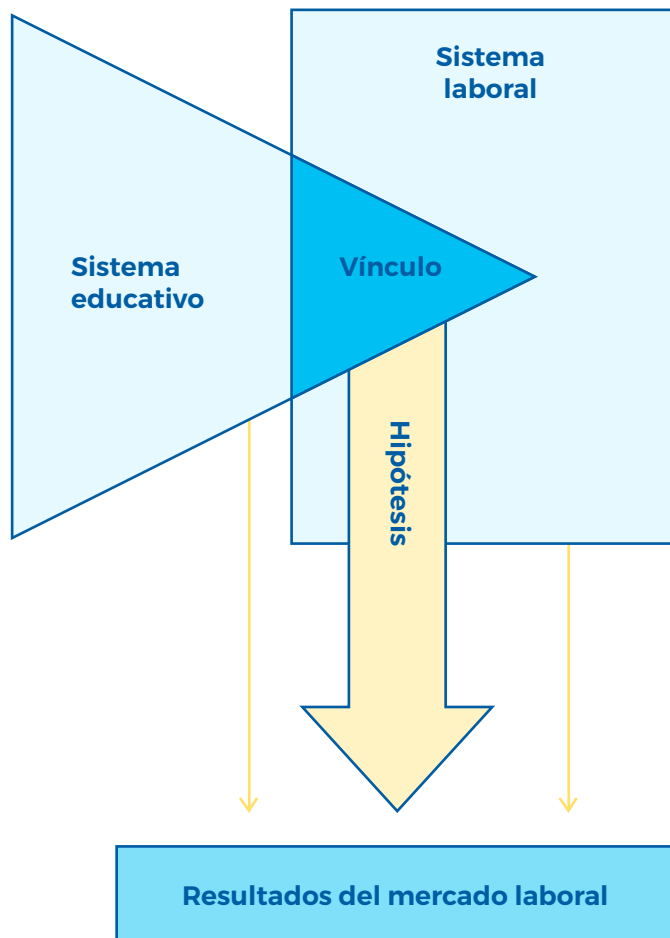 Sistema
laboral
Sistema
educativo
Vínculo
Hipótesis
Resultados del mercado laboral